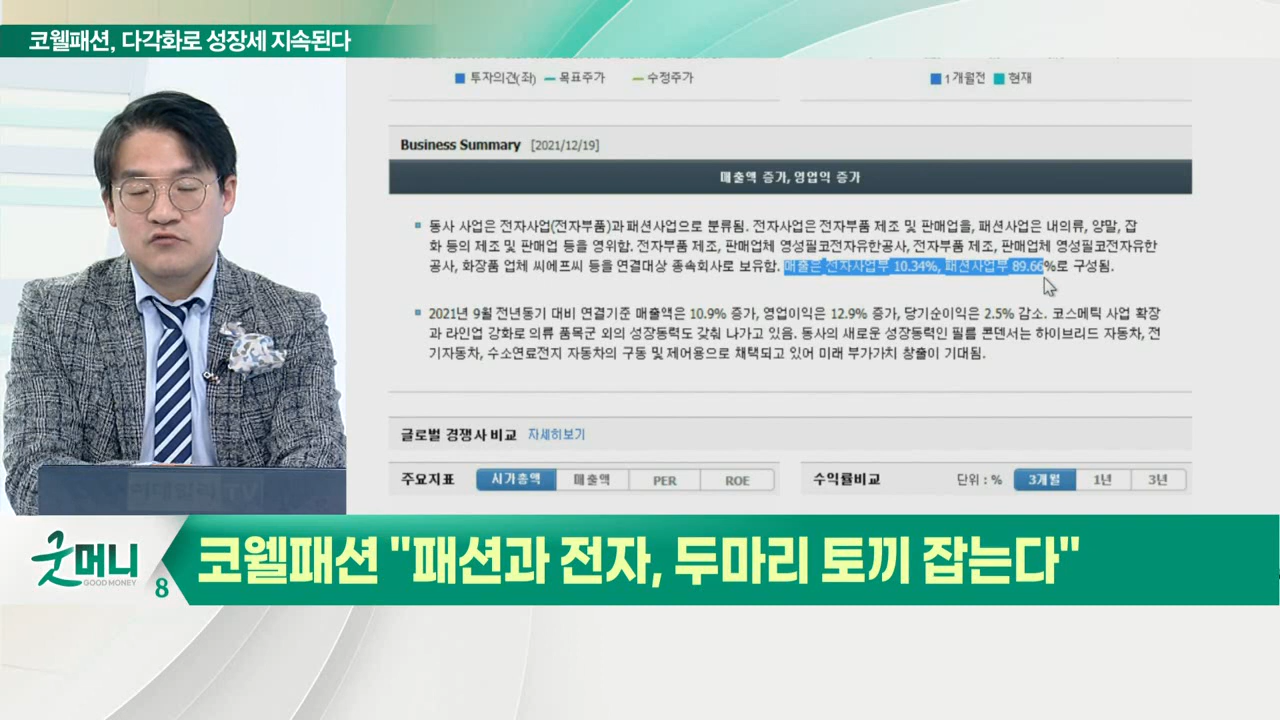 코웰패션, 다각화로 성장세 지속된다
투자의견(좌) 목표주가 수정주가
1개월전 현재
Business Summary [2021/12/19]
매출액 증가, 영업익 증가
동사 사업은 전자사업(전자부품)과 패션사업으로 분류됨. 전자사업은 전자부품 제조 및 판매업을, 패션사업은 내의류, 양말, 잡
화 등의 제조 및 판매업 등을 영위함. 전자부품 제조, 판매업체 영성필코전자유한공사, 전자부품 제조, 판매업체 영성필코전자유한
공사, 화장품 업체 씨에프씨 등을 연결대상 종속회사로 보유함. 매출은 전자사업부 10.34%, 패션사업부 89.66%로 구성됨.
2021년 9월 전년동기 대비 연결기준 매출액은 10.9% 증가, 영업이익은 12.9% 증가, 당기순이익은 2.5% 감소. 코스메틱 사업 확장
과 라인업 강화로 의류 품목군 외의 성장동력도 갖춰 나가고 있음. 동사의 새로운 성장동력인 필름 콘덴서는 하이브리드 자동차, 전
기자동차, 수소연료전지 자동차의 구동 및 제어용으로 채택되고 있어 미래 부가가치 창출이 기대됨.
글로벌 경쟁사 비교 자세히보기
주요지표 시가총액 매출액 PER ROE
수익률비교 단위 : % 3개월 1년 3년
굿머니
GOOD MONEY
8
코웰패션 "패션과 전자, 두마리 토끼 잡는다"